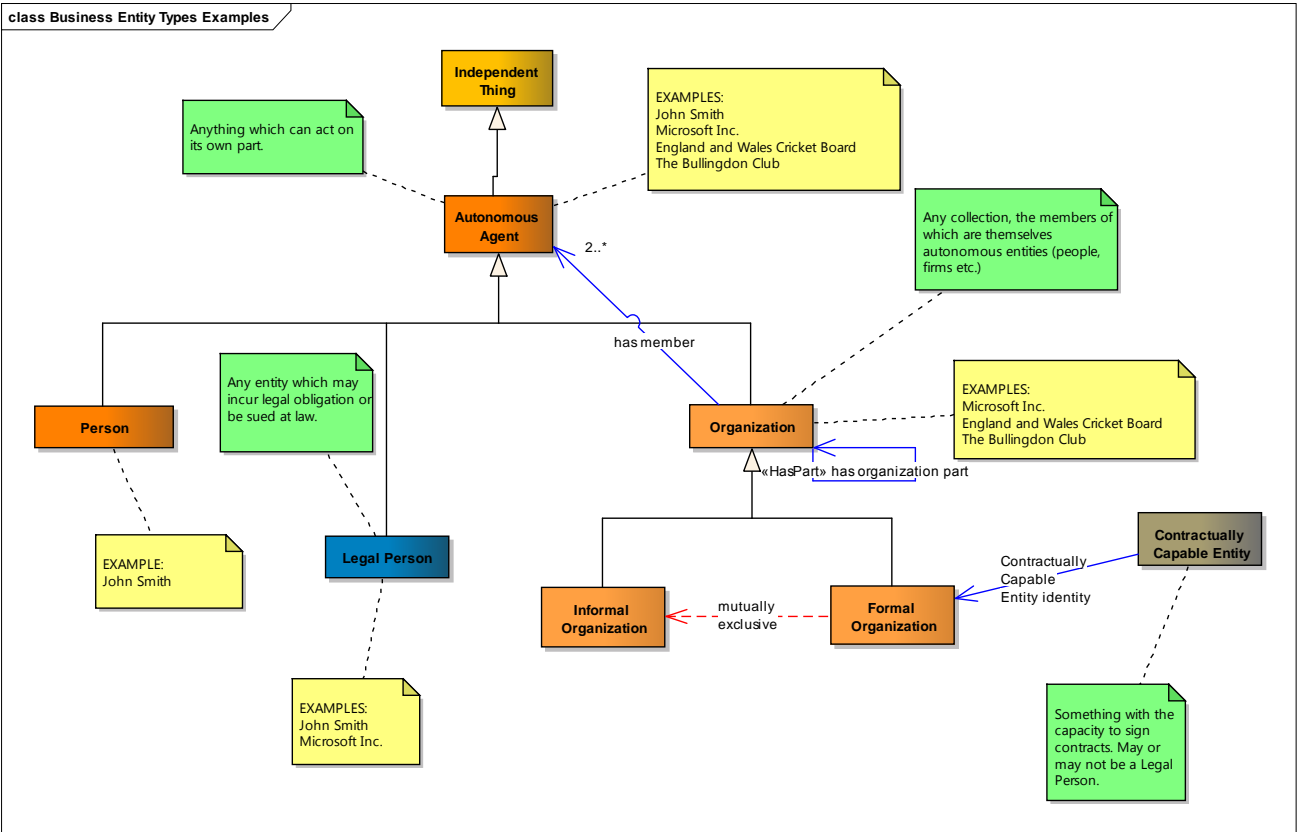 class Business Entity Types Examples
Independent
Thing
EXAMPLES:
John Smith
Microsoft Inc.
England and Wales Cricket Board
The Bullingdon Club
Anything which can act on
its own part.
Autonomous
Agent
Any collection, the members of
which are themselves
autonomous entities (people,
firms etc.)
2..*
has member
Any entity which may
incur legal obligation or
be sued at law.
EXAMPLES:
Microsoft Inc.
England and Wales Cricket Board
The Bullingdon Club
Person
Organization
«HasPart» has organization part
EXAMPLE:
John Smith
Legal Person
Contractually
Capable Entity
Contractually
Capable
Entity identity
Informal
Organization
mutually
exclusive
Formal
Organization
EXAMPLES:
John Smith
Microsoft Inc.
Something with the
capacity to sign
contracts. May or
may not be a Legal
Person.